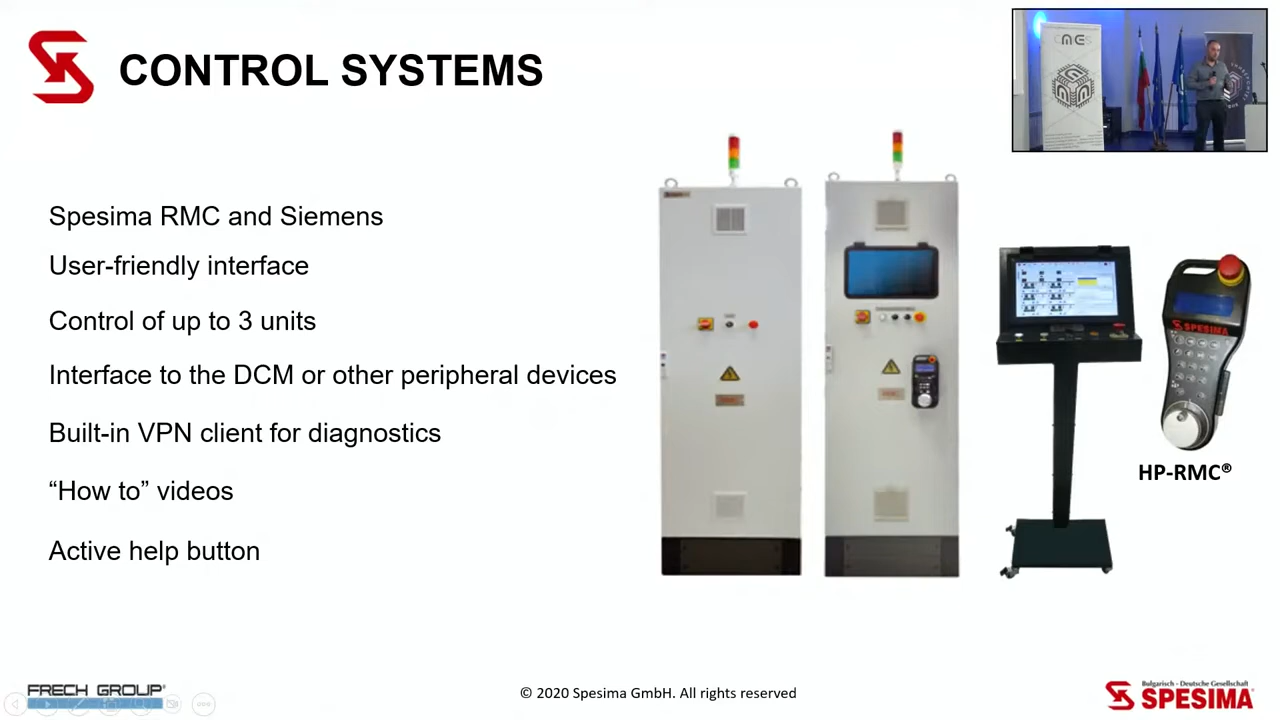 CONTROL SYSTEMS
Spesima RMC and Siemens
User-friendly interface
Control of up to 3 units
Interface to the DCM or other peripheral devices
Built-in VPN client for diagnostics
“How to” videos
Active help button
SPESIMA
HP-RMC®
FRECH GROUP
© 2020 Spesima GmbH. All rights reserved
Bulgarisch - Deutsche Gesellschaft
SPESIMA®